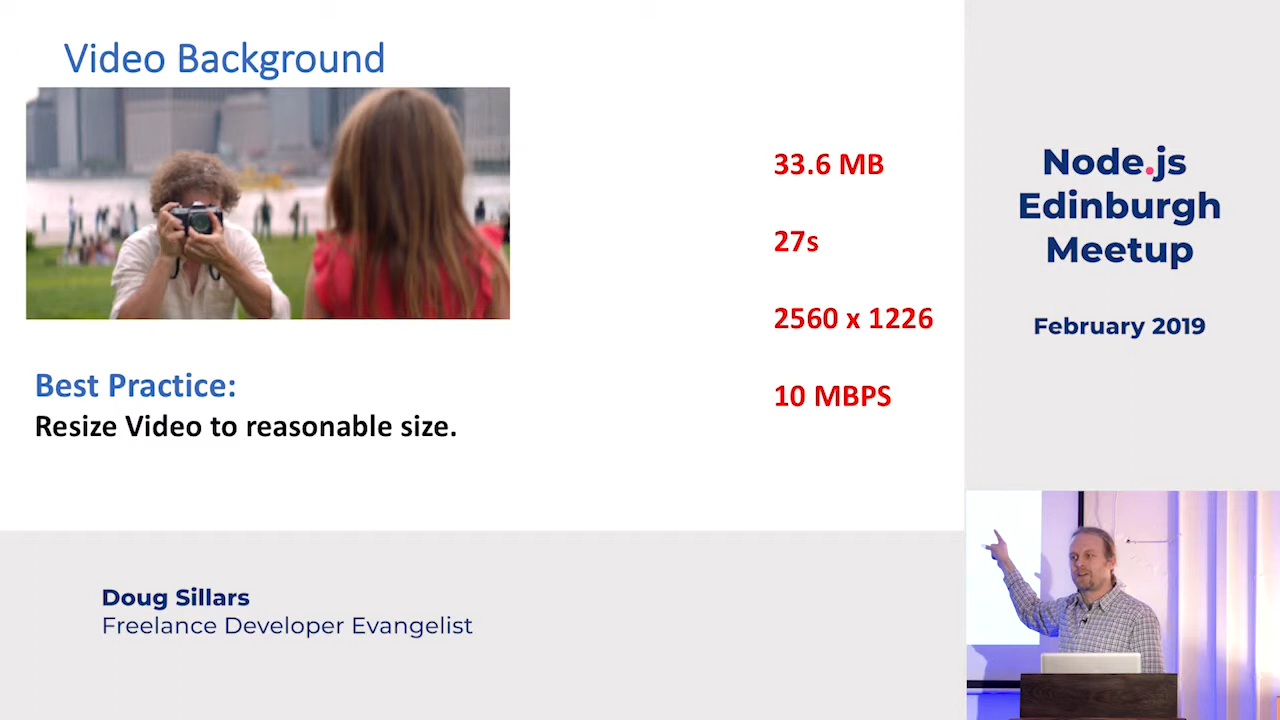 Video Background
33.6 MB
27s
2560 x 1226
10 MBPS
Best Practice:
Resize Video to reasonable size.
Node.js
Edinburgh
Meetup
February 2019
Doug Sillars
Freelance Developer Evangelist